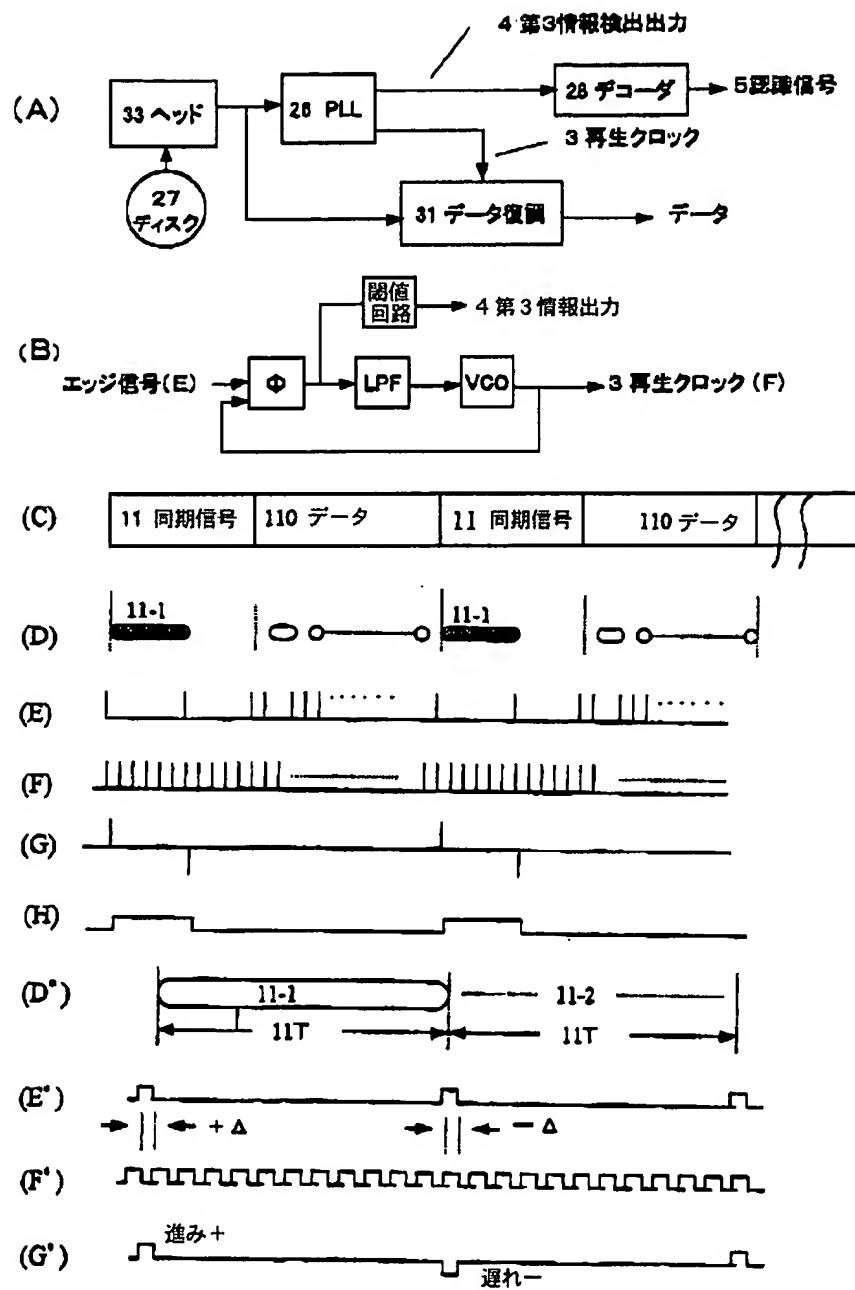 4 第3情報検出出力
(A)
33 ヘッド
26 PLL
28 デコーダ
5認識信号
3 再生クロック
27
ディスク
31 データ復調
データ
(B)
閾値
回路
4 第3情報出力
エッジ信号(E)
Φ
LPF
VCO
3 再生クロック (F)
(C)
11 同期信号
110 データ
11 同期信号
110 データ
(D)
11-1
11-1
(E)
(F)
(G)
(H)
(D')
11-1
11-2
11T
11T
(E')
+ Δ
− Δ
(F')
(G')
進み+
遅れ−